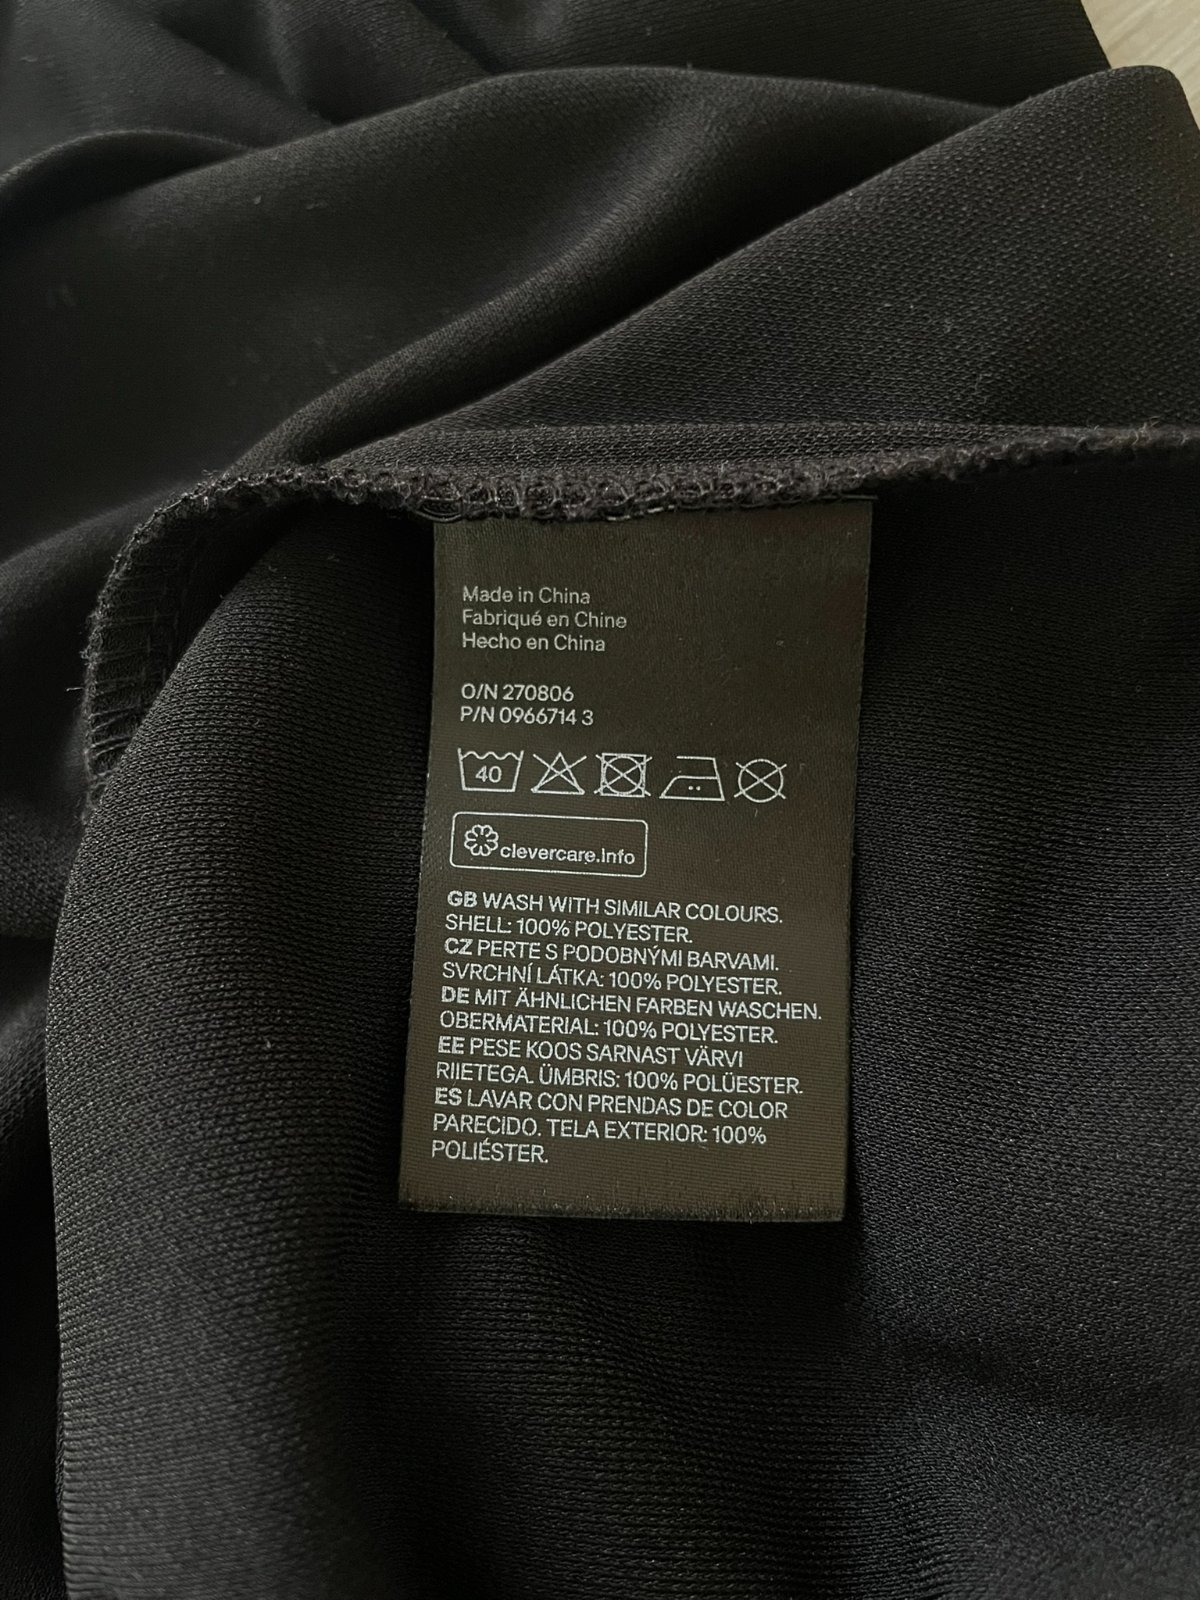 Made in China
Fabriqué en Chine
Hecho en China
O/N 270806
P/N 0966714 3
40
clevercare.info
GB WASH WITH SIMILAR COLOURS.
SHELL: 100% POLYESTER.
CZ PERTE S PODOBNÝMI BARVAMI.
SVRCHNÍ LÁTKA: 100% POLYESTER.
DE MIT ÄHNLICHEN FARBEN WASCHEN.
OBERMATERIAL: 100% POLYESTER.
EE PESE KOOS SARNAST VÄRVI
RIIETEGA. ÜMBRIS: 100% POLÜESTER.
ES LAVAR CON PRENDAS DE COLOR
PARECIDO. TELA EXTERIOR: 100%
POLIÉSTER.